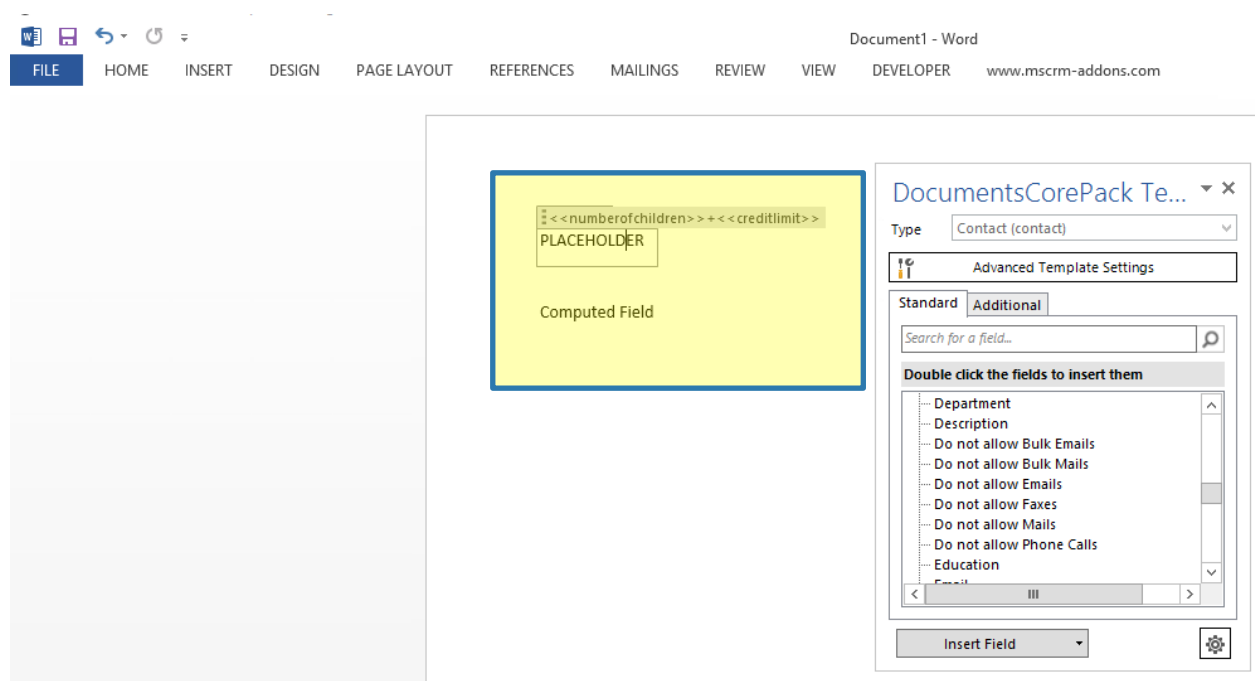 Document1 - Word
FILE HOME INSERT DESIGN PAGE LAYOUT REFERENCES MAILINGS REVIEW VIEW DEVELOPER www.mscrm-addons.com
<<numberofchildren>>+<<creditlimit>>
PLACEHOLDER
Computed Field
DocumentsCorePack Te...
Type Contact (contact)
Advanced Template Settings
Standard Additional
Search for a field...
Double click the fields to insert them
Department
Description
Do not allow Bulk Emails
Do not allow Bulk Mails
Do not allow Emails
Do not allow Faxes
Do not allow Mails
Do not allow Phone Calls
Education
Email
Insert Field